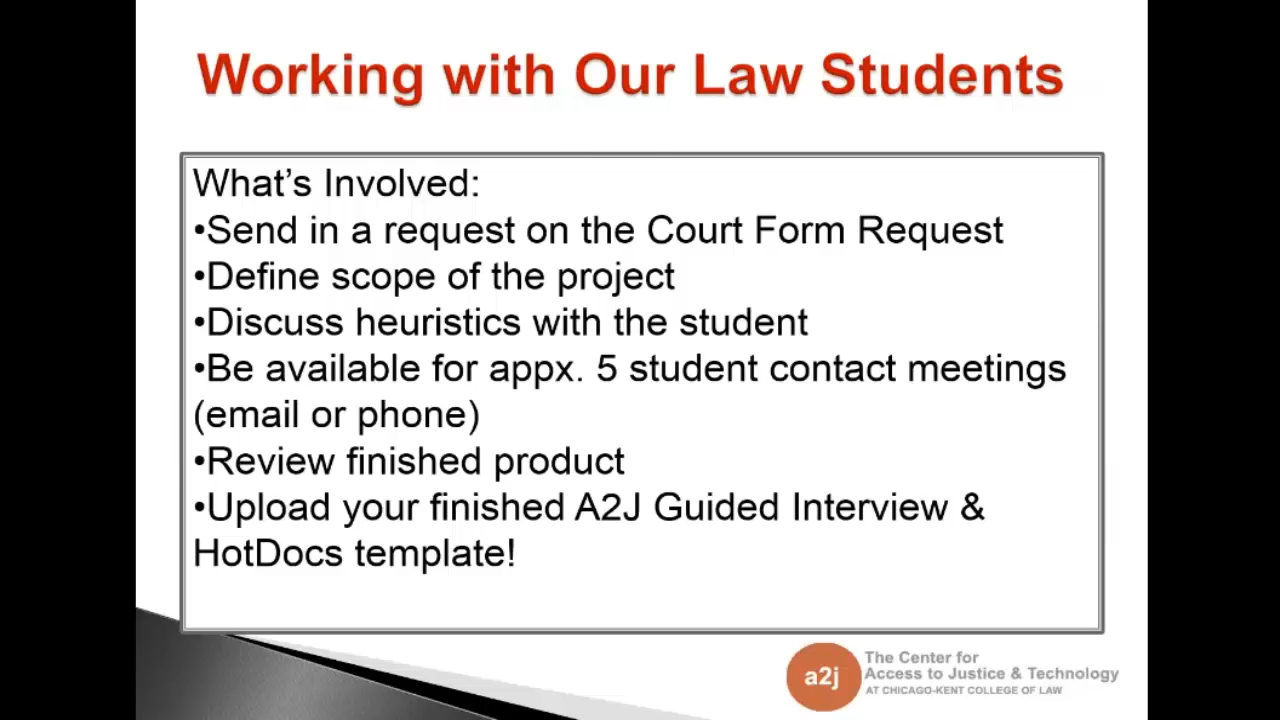 Working with Our Law Students
What's Involved:
•Send in a request on the Court Form Request
•Define scope of the project
•Discuss heuristics with the student
•Be available for appx. 5 student contact meetings
(email or phone)
•Review finished product
•Upload your finished A2J Guided Interview &
HotDocs template!
a2j
The Center for
Access to Justice & Technology
AT CHICAGO-KENT COLLEGE OF LAW